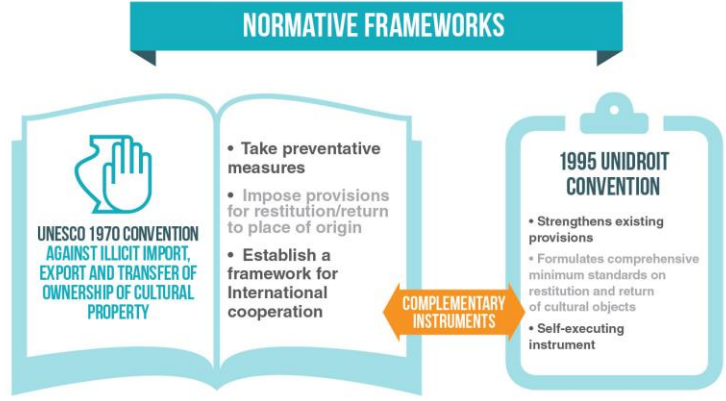 NORMATIVE FRAMEWORKS
UNESCO 1970 CONVENTION
AGAINST ILLICIT IMPORT,
EXPORT AND TRANSFER OF
OWNERSHIP OF CULTURAL
PROPERTY
• Take preventative
measures
• Impose provisions
for restitution/return
to place of origin
• Establish a
framework for
International
cooperation
COMPLEMENTARY
INSTRUMENTS
1995 UNIDROIT
CONVENTION
• Strengthens existing
provisions
• Formulates comprehensive
minimum standards on
restitution and return
of cultural objects
• Self-executing
instrument